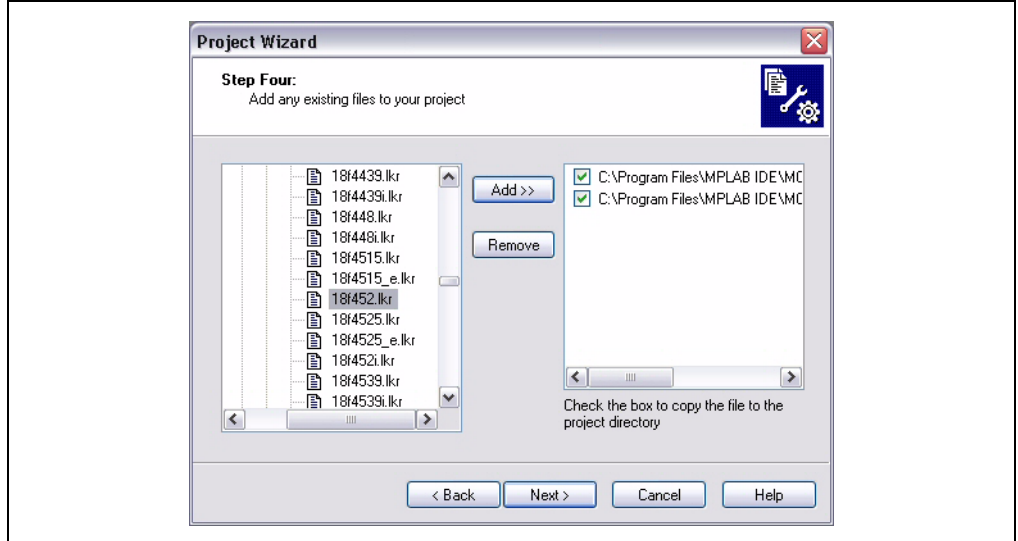 Project Wizard
Step Four:
Add any existing files to your project
18f4439.lkr
18f4439i.lkr
18f448.lkr
18f448i.lkr
18f4515.lkr
18f4515_e.lkr
18f452.lkr
18f4525.lkr
18f4525_e.lkr
18f452i.lkr
18f4539.lkr
18f4539i.lkr
Add >>
Remove
C:\Program Files\MPLAB IDE\MC
C:\Program Files\MPLAB IDE\MC
Check the box to copy the file to the
project directory
< Back
Next >
Cancel
Help